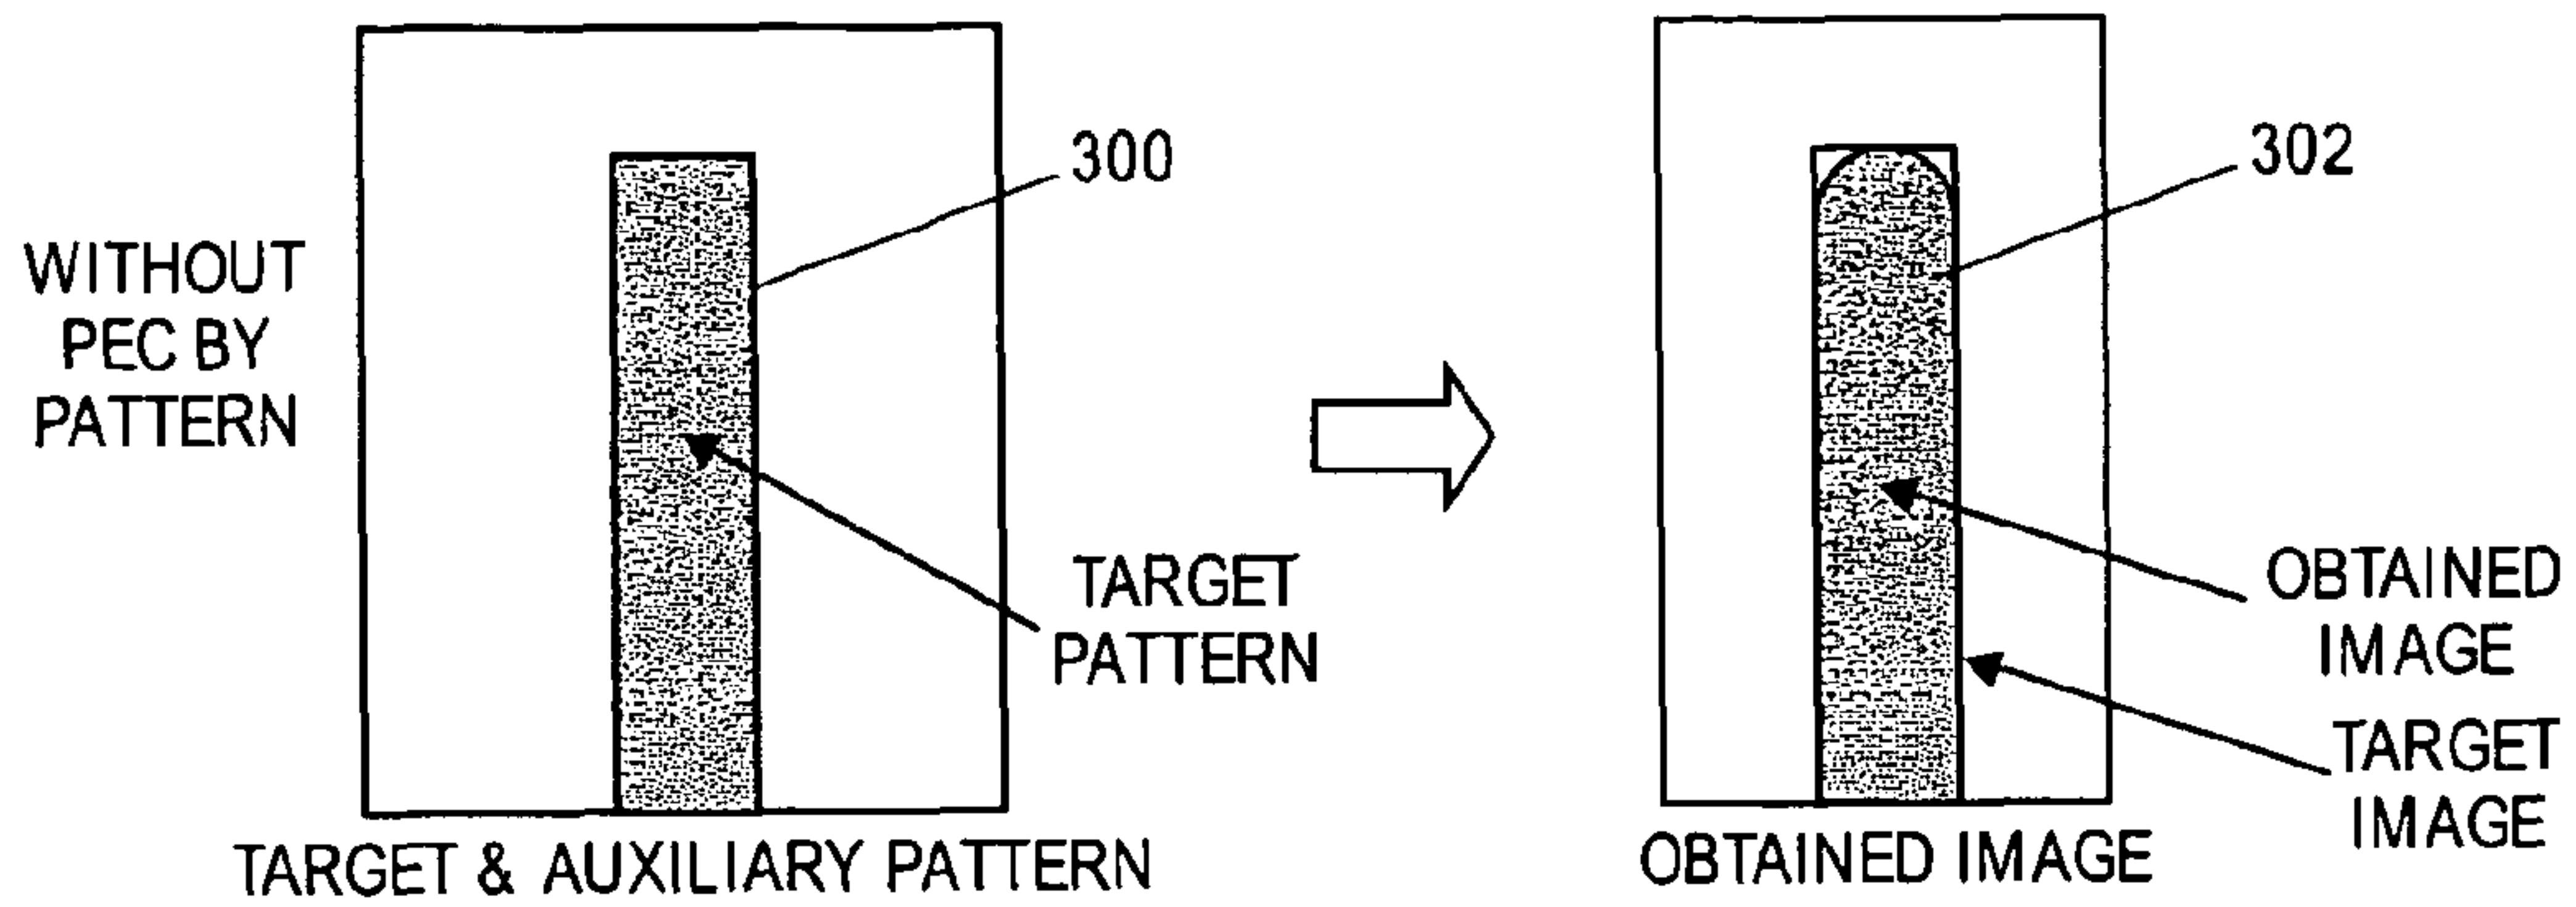 WITHOUT
PEC BY
PATTERN
300
TARGET
PATTERN
TARGET & AUXILIARY PATTERN
302
OBTAINED
IMAGE
TARGET
IMAGE
OBTAINED IMAGE